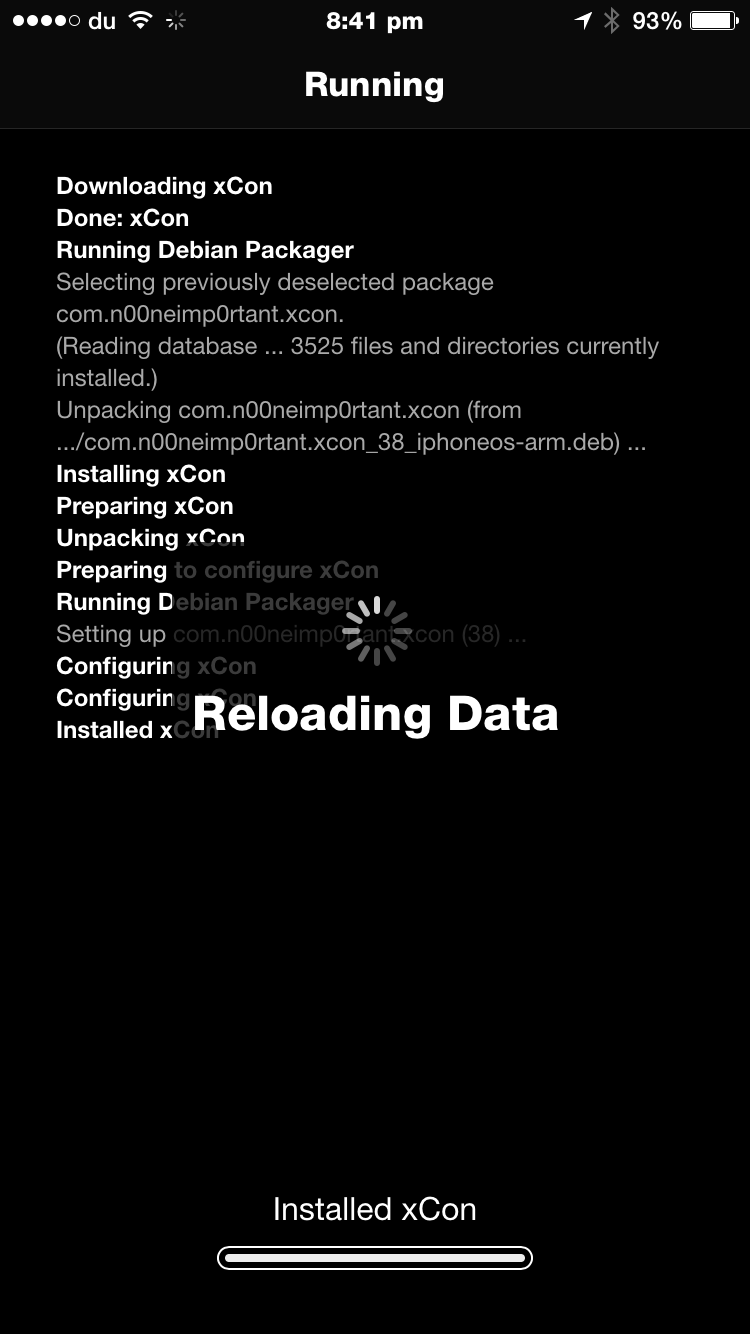 du 8:41 pm 93%
Running
Downloading xCon
Done: xCon
Running Debian Packager
Selecting previously deselected package
com.n00neimp0rtant.xcon.
(Reading database ... 3525 files and directories currently
installed.)
Unpacking com.n00neimp0rtant.xcon (from
.../com.n00neimp0rtant.xcon_38_iphoneos-arm.deb) ...
Installing xCon
Preparing xCon
Unpacking xCon
Preparing to configure xCon
Running Debian Packager
Setting up com.n00neimp0rtant.xcon (38) ...
Configuring xCon
Configuring xCon
Installed xCon
Reloading Data
Installed xCon